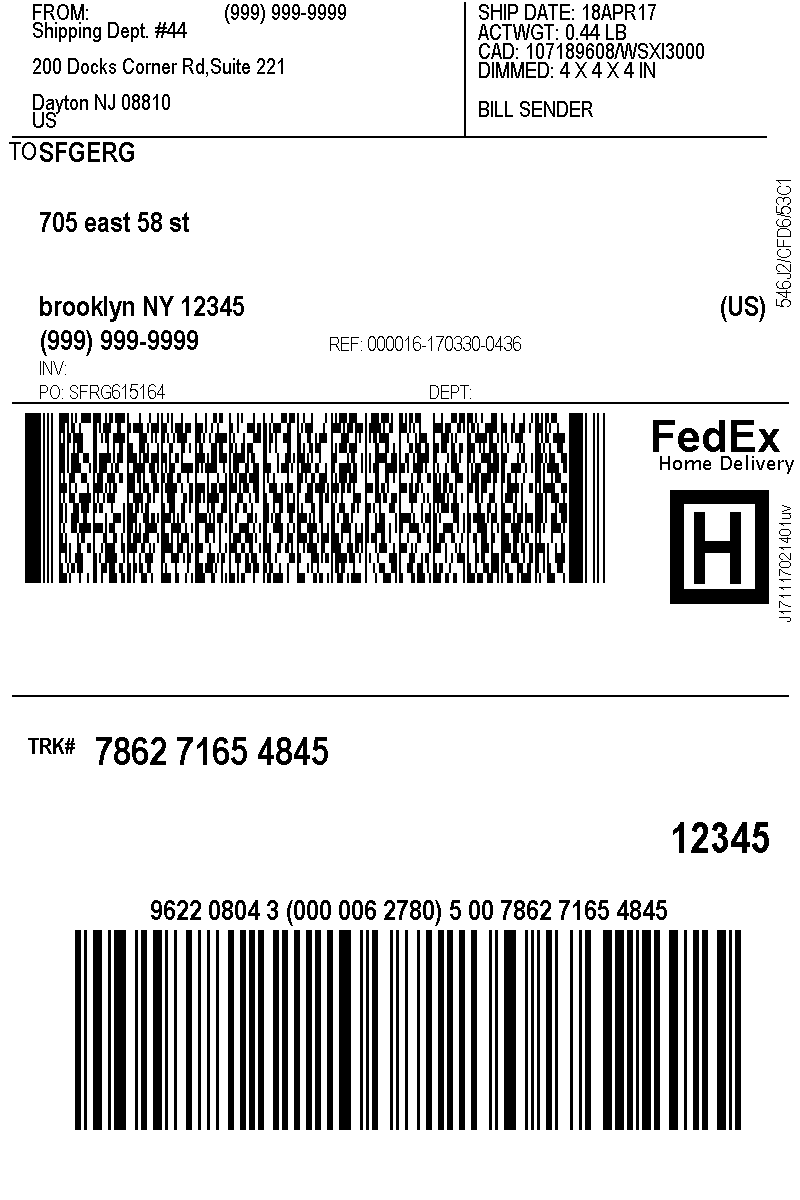 FROM: (999) 999-9999
Shipping Dept. #44
200 Docks Corner Rd,Suite 221
Dayton NJ 08810
US
SHIP DATE: 18APR17
ACTWGT: 0.44 LB
CAD: 107189608/WSXI3000
DIMMED: 4 X 4 X 4 IN
BILL SENDER
TO SFGERG
705 east 58 st
brooklyn NY 12345 (US)
(999) 999-9999 REF: 000016-170330-0436
INV:
PO: SFRG615164 DEPT:
546J2/CFD6/53C1
FedEx
Home Delivery
H
J171117021401uv
TRK# 7862 7165 4845
12345
9622 0804 3 (000 006 2780) 5 00 7862 7165 4845